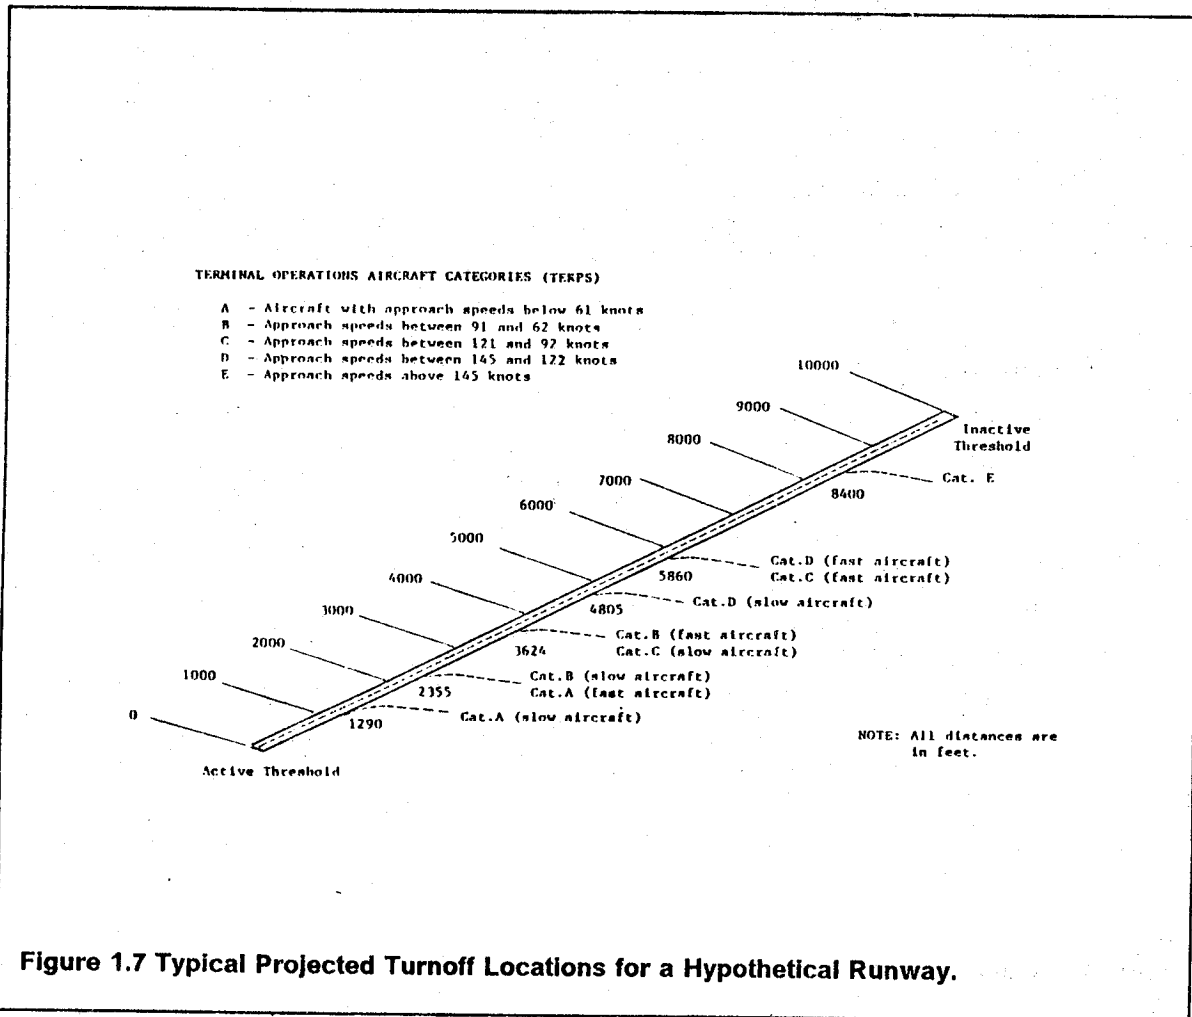 TERMINAL OPERATIONS AIRCRAFT CATEGORIES (TERPS)
A - Aircraft with approach speeds below 61 knots
B - Approach speeds between 91 and 62 knots
C - Approach speeds between 121 and 92 knots
D - Approach speeds between 145 and 122 knots
E - Approach speeds above 145 knots
10000
9000
Inactive
Threshold
8000
Cat. E
7000
8400
6000
5000
Cat.D (fast aircraft)
5860
Cat.C (fast aircraft)
4000
Cat.D (slow aircraft)
4805
3000
Cat.B (fast aircraft)
2000
3624
Cat.C (slow aircraft)
1000
Cat.B (slow aircraft)
2355
Cat.A (fast aircraft)
0
1290
Cat.A (slow aircraft)
NOTE: All distances are
in feet.
Active Threshold
Figure 1.7 Typical Projected Turnoff Locations for a Hypothetical Runway.